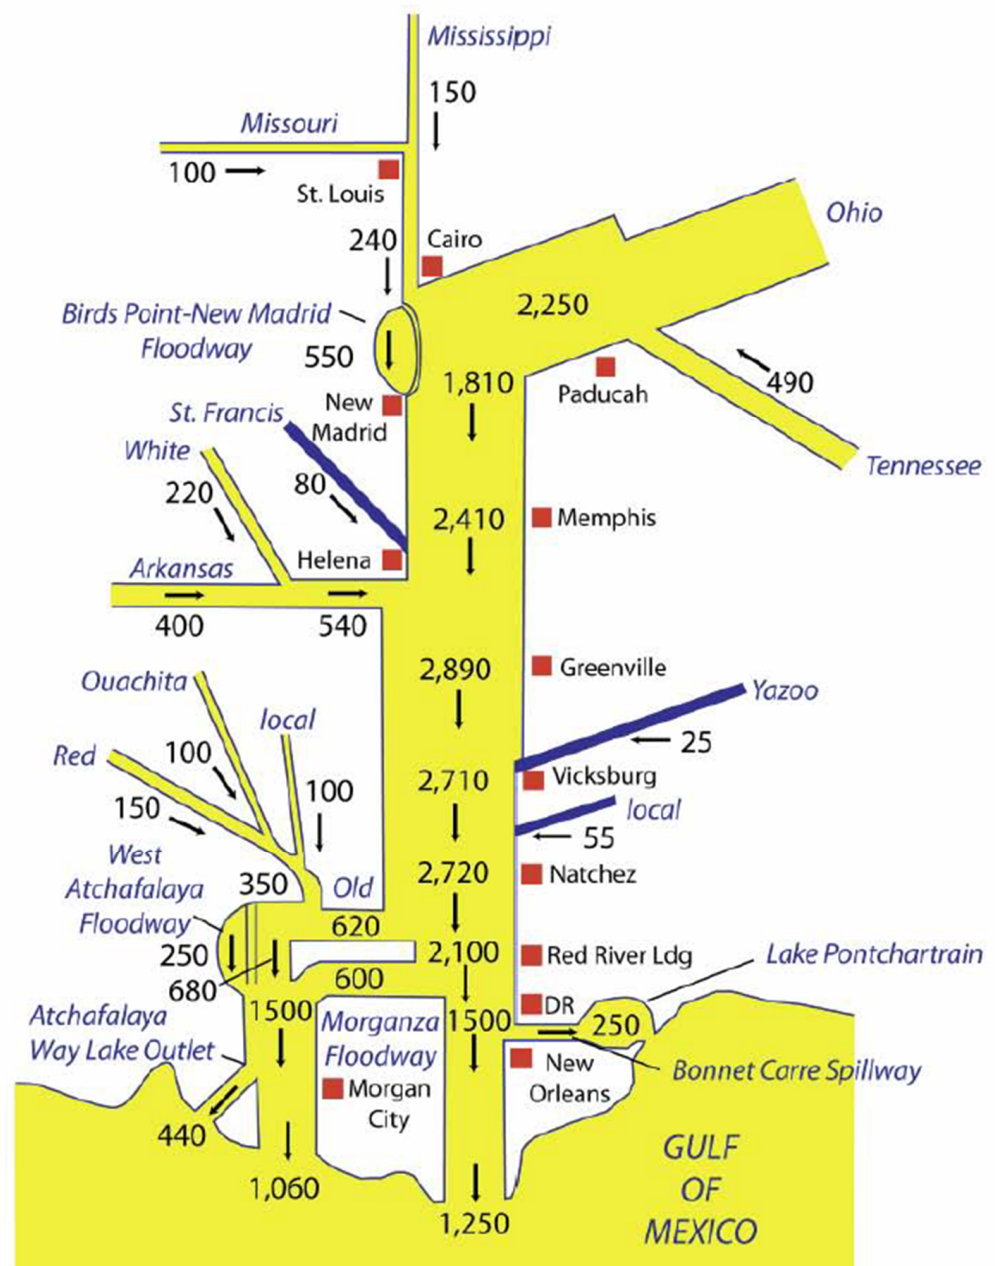 Mississippi
150
Missouri
100
St. Louis
Ohio
240
Cairo
2,250
Birds Point-New Madrid
Floodway
550
1,810
Paducah
490
New
Madrid
St. Francis
White
Tennessee
220
80
2,410
Memphis
Helena
Arkansas
400
540
2,890
Greenville
Ouachita
Yazoo
local
Red
100
25
150
100
2,710
Vicksburg
local
55
West
Atchafalaya
Floodway
350
Old
2,720
Natchez
620
250
2,100
Red River Ldg
Lake Pontchartrain
680
600
DR
1500
Morganza
Floodway
1500
250
Atchafalaya
Way Lake Outlet
New
Orleans
Bonnet Carre Spillway
Morgan
City
440
GULF
OF
MEXICO
1,060
1,250